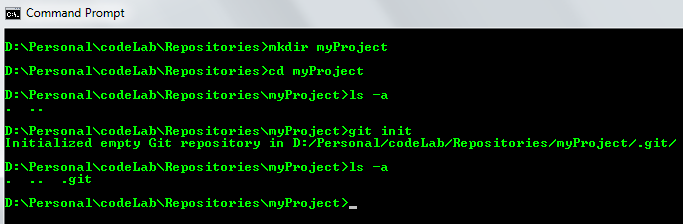 Command Prompt
D:\Personal\codeLab\Repositories>mkdir myProject
D:\Personal\codeLab\Repositories>cd myProject
D:\Personal\codeLab\Repositories\myProject>ls -a
.  ..
D:\Personal\codeLab\Repositories\myProject>git init
Initialized empty Git repository in D:/Personal/codeLab/Repositories/myProject/.git/
D:\Personal\codeLab\Repositories\myProject>ls -a
.  ..  .git
D:\Personal\codeLab\Repositories\myProject>_